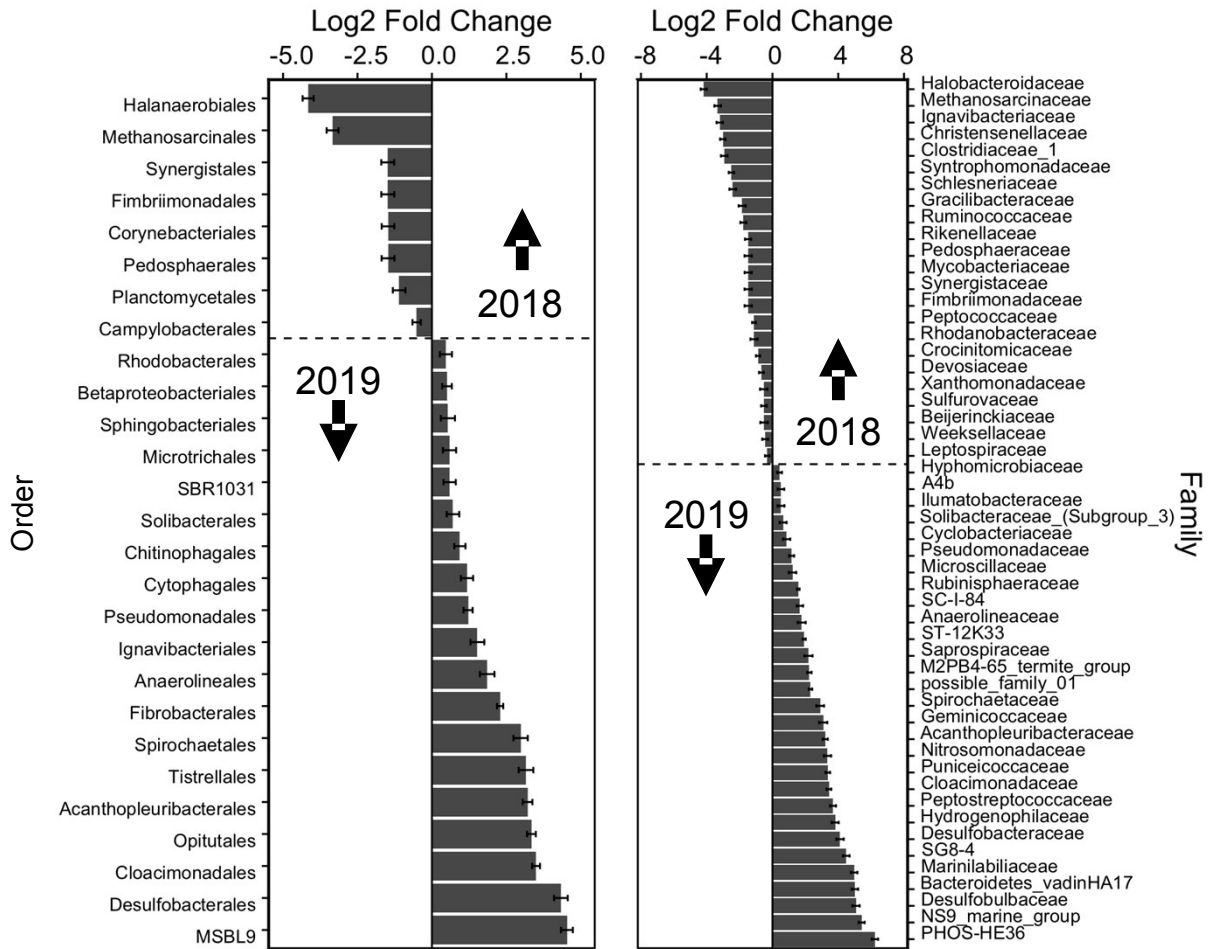 Log2 Fold Change
-5.0 -2.5 0.0 2.5 5.0
Order
Halanaerobiales
Methanosarcinales
Synergistales
Fimbriimonadales
Corynebacteriales
Pedosphaerales
Planctomycetales
Campylobacterales
Rhodobacterales
Betaproteobacteriales
Sphingobacteriales
Microtrichales
SBR1031
Solibacterales
Chitinophagales
Cytophagales
Pseudomonadales
Ignavibacteriales
Anaerolineales
Fibrobacterales
Spirochaetales
Tistrellales
Acanthopleuribacterales
Opitutales
Cloacimonadales
Desulfobacterales
MSBL9
2018
2019
Log2 Fold Change
-8 -4 0 4 8
2018
2019
Halobacteroidaceae
Methanosarcinaceae
Ignavibacteriaceae
Christensenellaceae
Clostridiaceae_1
Syntrophomonadaceae
Schlesneriaceae
Gracilibacteraceae
Ruminococcaceae
Rikenellaceae
Pedosphaeraceae
Mycobacteriaceae
Synergistaceae
Fimbriimonadaceae
Peptococcaceae
Rhodanobacteraceae
Crocinitomicaceae
Devosiaceae
Xanthomonadaceae
Sulfurovaceae
Beijerinckiaceae
Weeksellaceae
Leptospiraceae
Hyphomicrobiaceae
A4b
Ilumatobacteraceae
Solibacteraceae_(Subgroup_3)
Cyclobacteriaceae
Pseudomonadaceae
Microscillaceae
Rubinisphaeraceae
SC-I-84
Anaerolineaceae
ST-12K33
Saprospiraceae
M2PB4-65_termite_group
possible_family_01
Spirochaetaceae
Geminicoccaceae
Acanthopleuribacteraceae
Nitrosomonadaceae
Puniceicoccaceae
Cloacimonadaceae
Peptostreptococcaceae
Hydrogenophilaceae
Desulfobacteraceae
SG8-4
Marinilabiliaceae
Bacteroidetes_vadinHA17
Desulfobulbaceae
NS9_marine_group
PHOS-HE36
Family